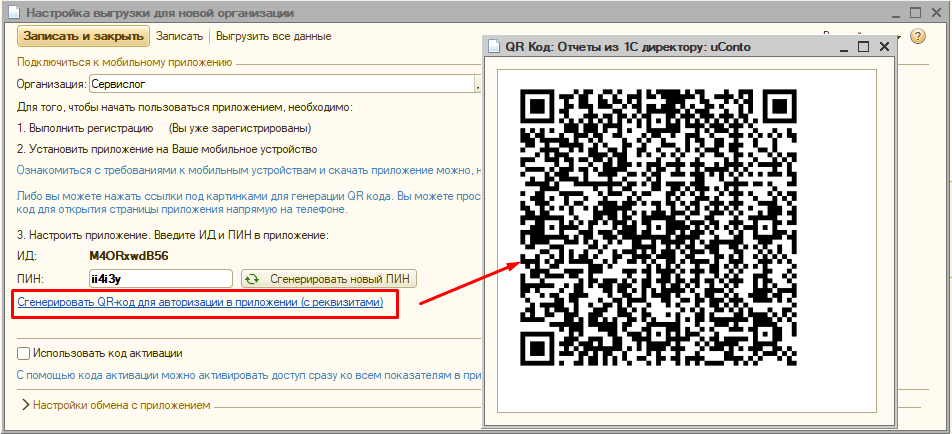 Настройка выгрузки для новой организации
Записать и закрыть Записать Выгрузить все данные ?
QR Код: Отчеты из 1С директору: uConto
Подключиться к мобильному приложению
Организация: Сервислог
Для того, чтобы начать пользоваться приложением, необходимо:
1. Выполнить регистрацию (Вы уже зарегистрированы)
2. Установить приложение на Ваше мобильное устройство
Ознакомиться с требованиями к мобильным устройствам и скачать приложение можно, н
Либо вы можете нажать ссылки под картинками для генерации QR кода. Вы можете прос
код для открытия страницы приложения напрямую на телефоне.
3. Настроить приложение. Введите ИД и ПИН в приложение:
ИД: M4ORxwdB56
ПИН: ii4i3y Сгенерировать новый ПИН
Сгенерировать QR-код для авторизации в приложении (с реквизитами)
Использовать код активации
С помощью кода активации можно активировать доступ сразу ко всем показателям в при
Настройки обмена с приложением